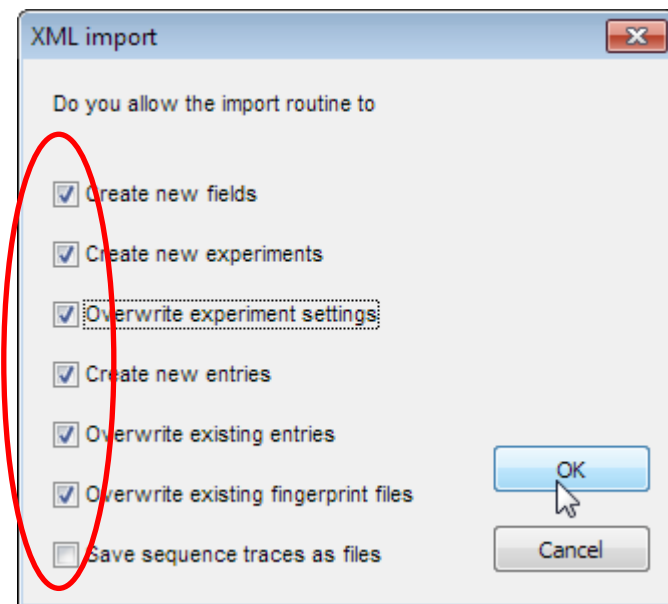 XML import
Do you allow the import routine to
Create new fields
Create new experiments
Overwrite experiment settings
Create new entries
Overwrite existing entries
OK
Overwrite existing fingerprint files
Save sequence traces as files
Cancel